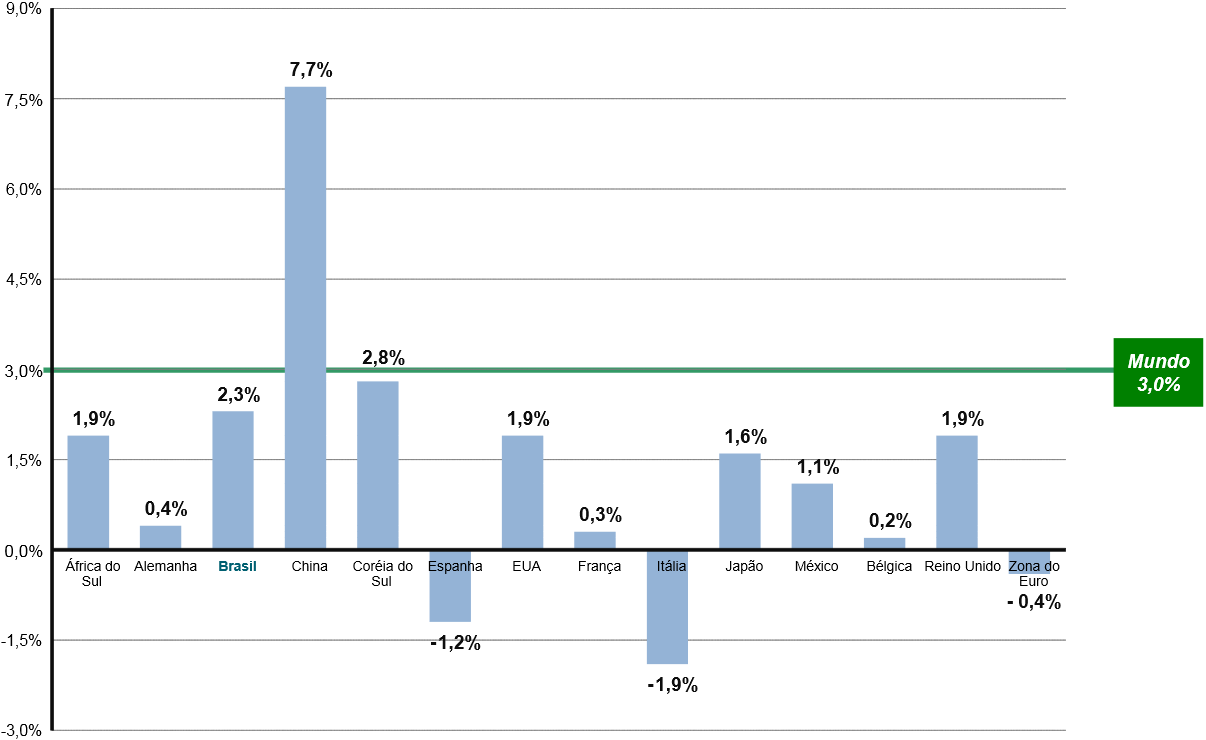 9,0%
7,5%
6,0%
4,5%
3,0%
1,5%
0,0%
-1,5%
-3,0%
1,9%
0,4%
2,3%
7,7%
2,8%
-1,2%
1,9%
0,3%
-1,9%
1,6%
1,1%
0,2%
1,9%
- 0,4%
África do
Sul
Alemanha
Brasil
China
Coréia do
Sul
Espanha
EUA
França
Itália
Japão
México
Bélgica
Reino Unido
Zona do
Euro
Mundo
3,0%